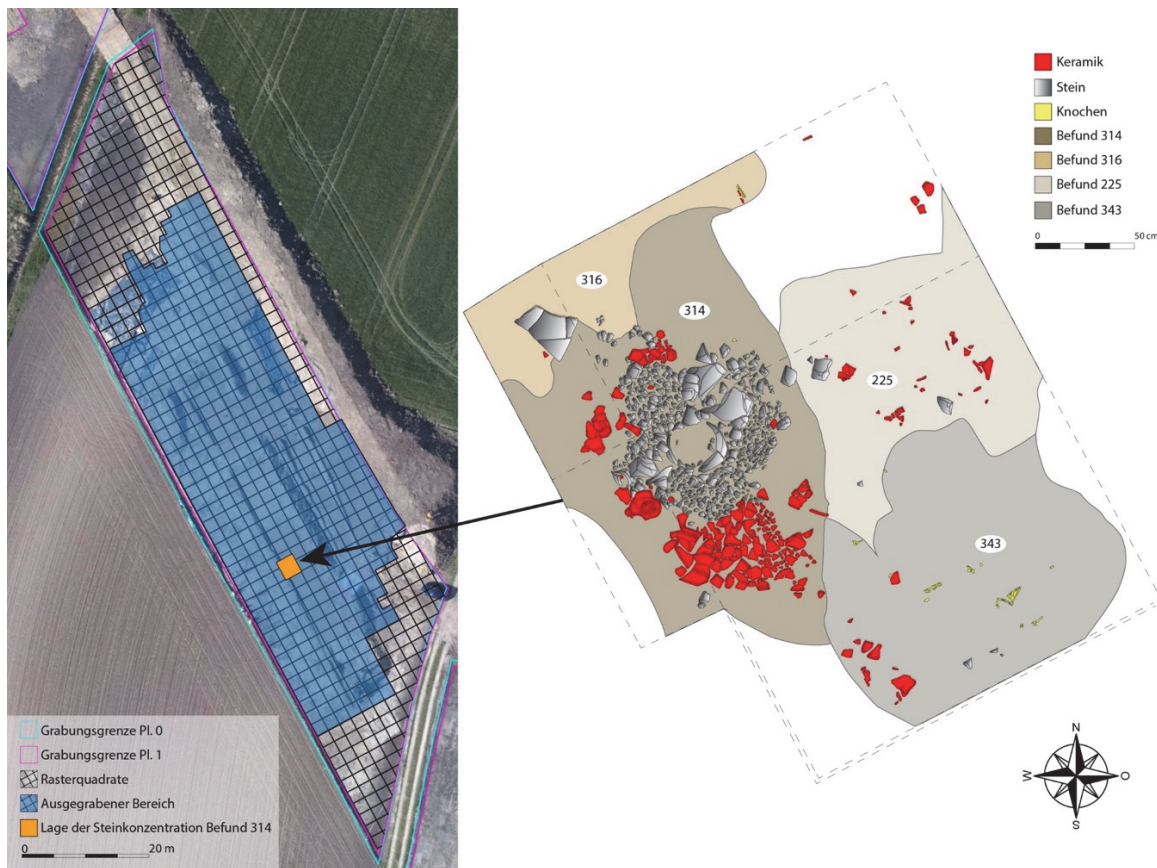 Grabungsgrenze Pl. 0
Grabungsgrenze Pl. 1
Rasterquadrate
Ausgegrabener Bereich
Lage der Steinkonzentration Befund 314
0 20 m
Keramik
Stein
Knochen
Befund 314
Befund 316
Befund 225
Befund 343
0 50 cm
316
314
225
343
N
W O
S